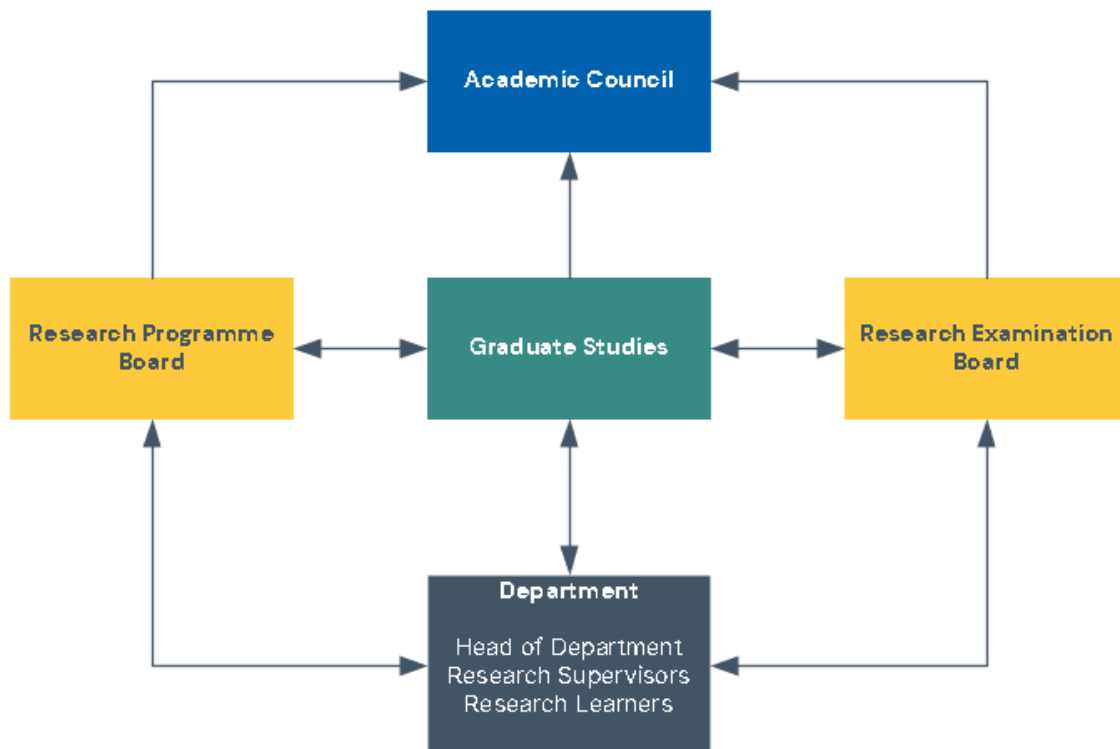 Academic Council
Research Programme
Board
Graduate Studies
Research Examination
Board
Department
Head of Department
Research Supervisors
Research Learners